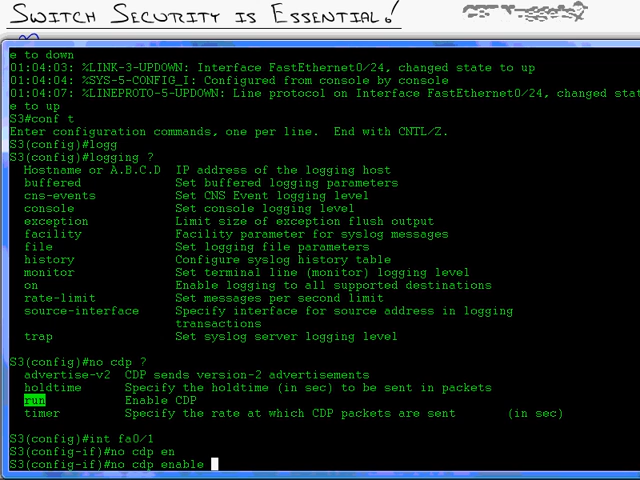 Switch Security is Essential!
e to down
01:04:03: %LINK-3-UPDOWN: Interface FastEthernet0/24, changed state to up
01:04:04: %SYS-5-CONFIG_I: Configured from console by console
01:04:07: %LINEPROTO-5-UPDOWN: Line protocol on Interface FastEthernet0/24, changed stat
e to up
S3#conf t
Enter configuration commands, one per line.  End with CNTL/Z.
S3(config)#logg
S3(config)#logging ?
Hostname or A.B.C.D  IP address of the logging host
buffered  Set buffered logging parameters
cns-events  Set CNS Event logging level
console  Set console logging level
exception  Limit size of exception flush output
facility  Facility parameter for syslog messages
file  Set logging file parameters
history  Configure syslog history table
monitor  Set terminal line (monitor) logging level
on  Enable logging to all supported destinations
rate-limit  Set messages per second limit
source-interface  Specify interface for source address in logging
transactions
trap  Set syslog server logging level
S3(config)#no cdp ?
advertise-v2  CDP sends version-2 advertisements
holdtime  Specify the holdtime (in sec) to be sent in packets
run  Enable CDP
timer  Specify the rate at which CDP packets are sent  (in sec)
S3(config)#int fa0/1
S3(config-if)#no cdp en
S3(config-if)#no cdp enable